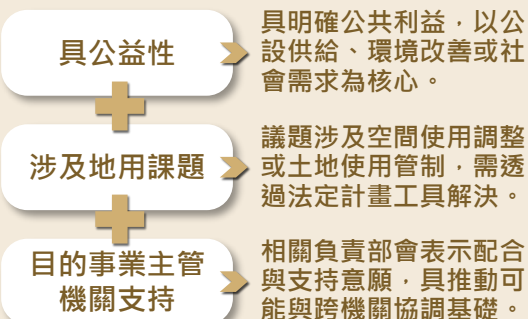 具公益性
具明確公共利益，以公
設供給、環境改善或社
會需求為核心。
涉及地用課題
議題涉及空間使用調整
或土地使用管制，需透
過法定計畫工具解決。
目的事業主管
機關支持
相關負責部會表示配合
與支持意願，具推動可
能與跨機關協調基礎。